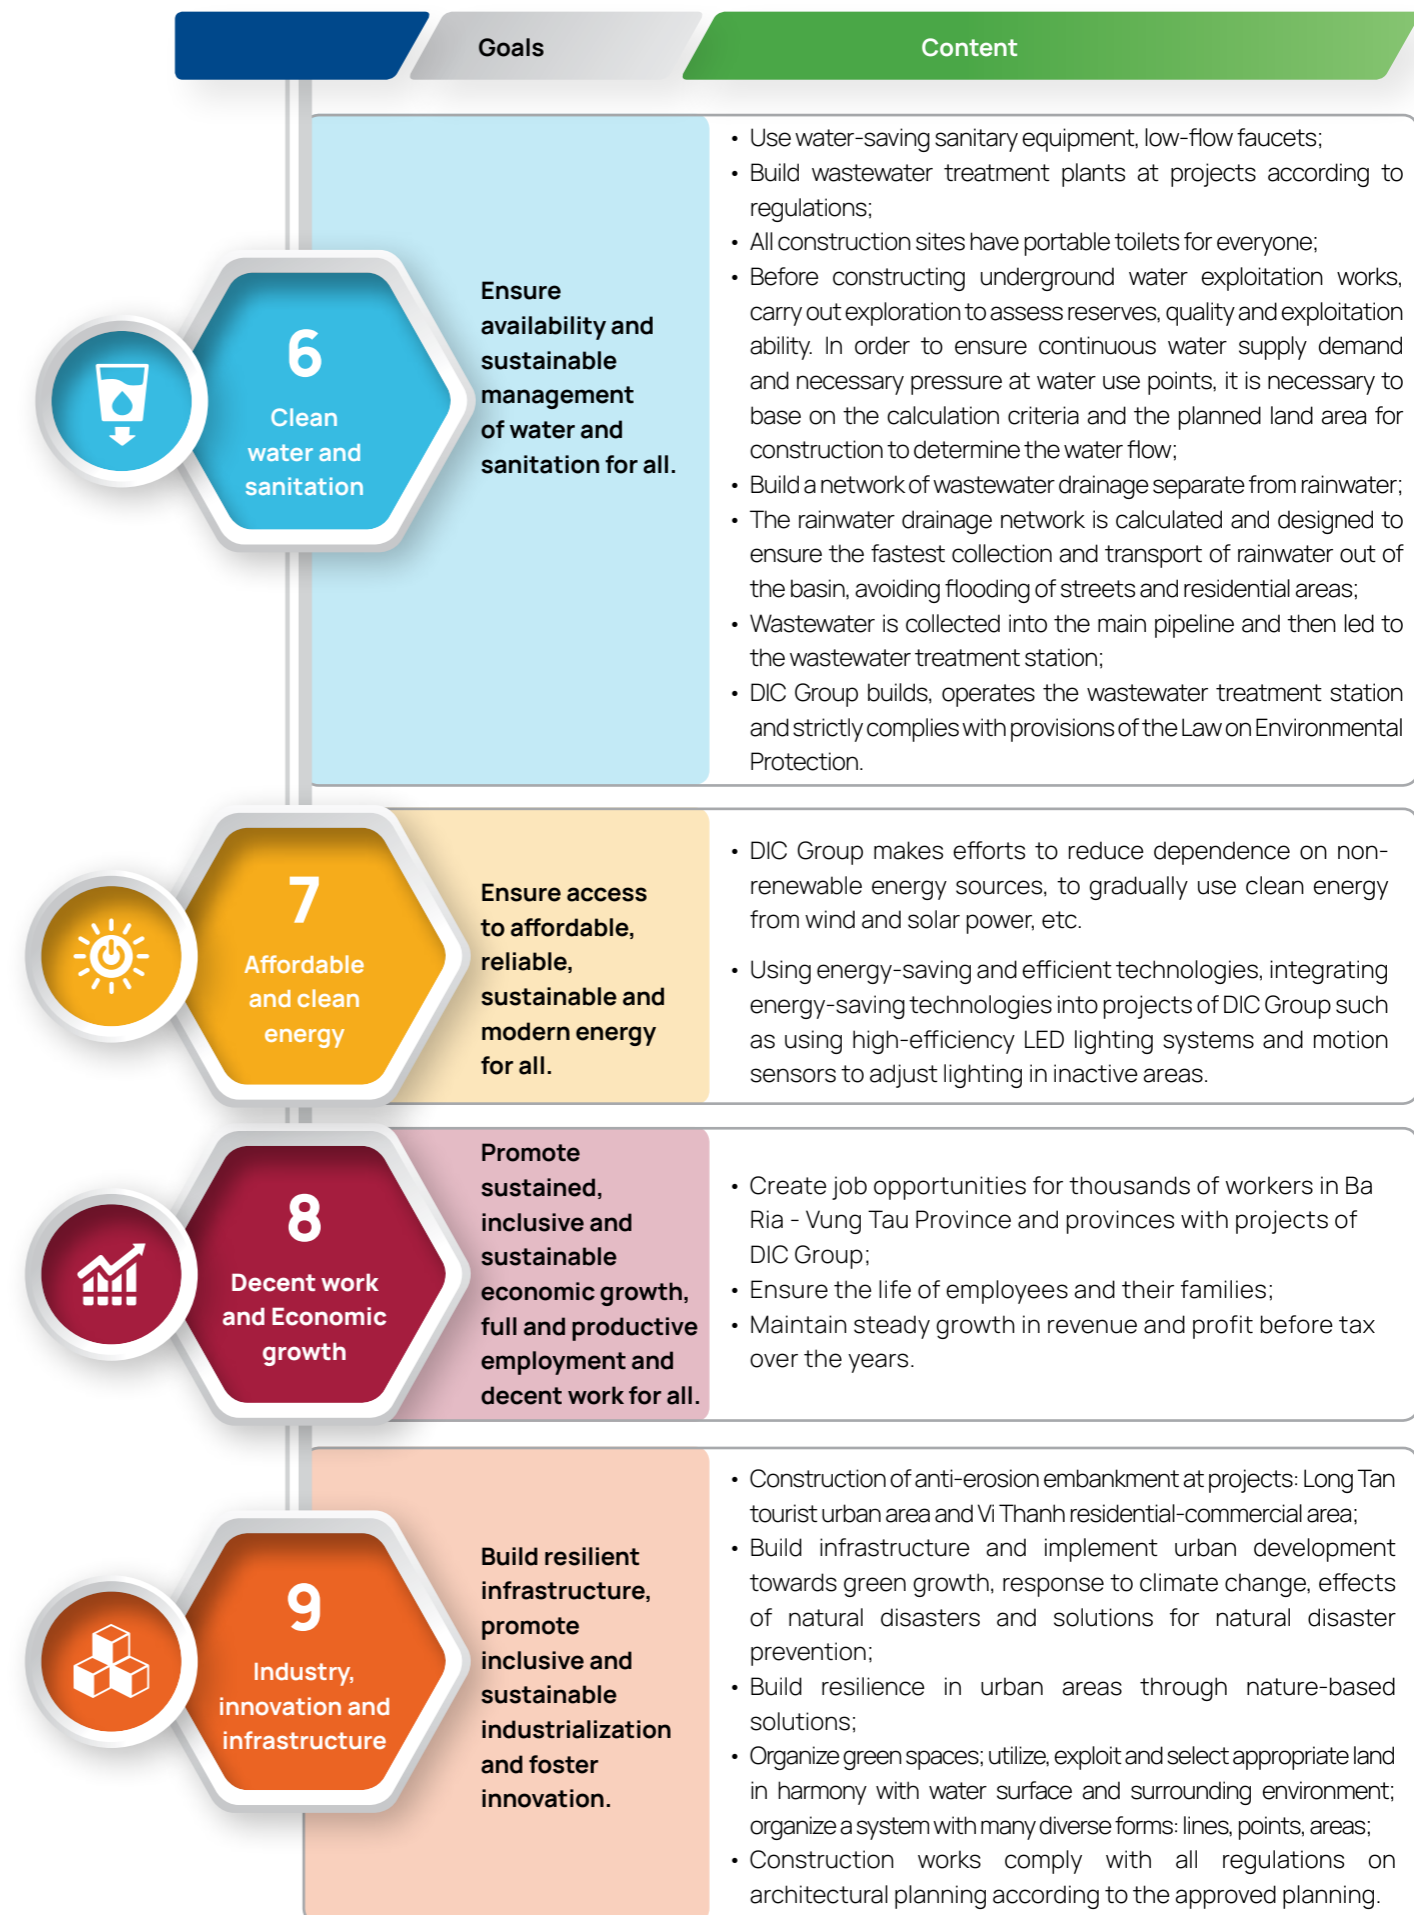 Goals
Content
6
Clean
water and
sanitation
Ensure
availability and
sustainable
management
of water and
sanitation for all.
• Use water-saving sanitary equipment, low-flow faucets;
• Build wastewater treatment plants at projects according to
regulations;
• All construction sites have portable toilets for everyone;
• Before constructing underground water exploitation works,
carry out exploration to assess reserves, quality and exploitation
ability. In order to ensure continuous water supply demand
and necessary pressure at water use points, it is necessary to
base on the calculation criteria and the planned land area for
construction to determine the water flow;
• Build a network of wastewater drainage separate from rainwater;
• The rainwater drainage network is calculated and designed to
ensure the fastest collection and transport of rainwater out of
the basin, avoiding flooding of streets and residential areas;
• Wastewater is collected into the main pipeline and then led to
the wastewater treatment station;
• DIC Group builds, operates the wastewater treatment station
and strictly complies with provisions of the Law on Environmental
Protection.
7
Affordable
and clean
energy
Ensure access
to affordable,
reliable,
sustainable and
modern energy
for all.
• DIC Group makes efforts to reduce dependence on non-
renewable energy sources, to gradually use clean energy
from wind and solar power, etc.
• Using energy-saving and efficient technologies, integrating
energy-saving technologies into projects of DIC Group such
as using high-efficiency LED lighting systems and motion
sensors to adjust lighting in inactive areas.
8
Decent work
and Economic
growth
Promote
sustained,
inclusive and
sustainable
economic growth,
full and productive
employment and
decent work for all.
• Create job opportunities for thousands of workers in Ba
Ria - Vung Tau Province and provinces with projects of
DIC Group;
• Ensure the life of employees and their families;
• Maintain steady growth in revenue and profit before tax
over the years.
9
Industry,
innovation and
infrastructure
Build resilient
infrastructure,
promote
inclusive and
sustainable
industrialization
and foster
innovation.
• Construction of anti-erosion embankment at projects: Long Tan
tourist urban area and Vi Thanh residential-commercial area;
• Build infrastructure and implement urban development
towards green growth, response to climate change, effects
of natural disasters and solutions for natural disaster
prevention;
• Build resilience in urban areas through nature-based
solutions;
• Organize green spaces; utilize, exploit and select appropriate land
in harmony with water surface and surrounding environment;
organize a system with many diverse forms: lines, points, areas;
• Construction works comply with all regulations on
architectural planning according to the approved planning.